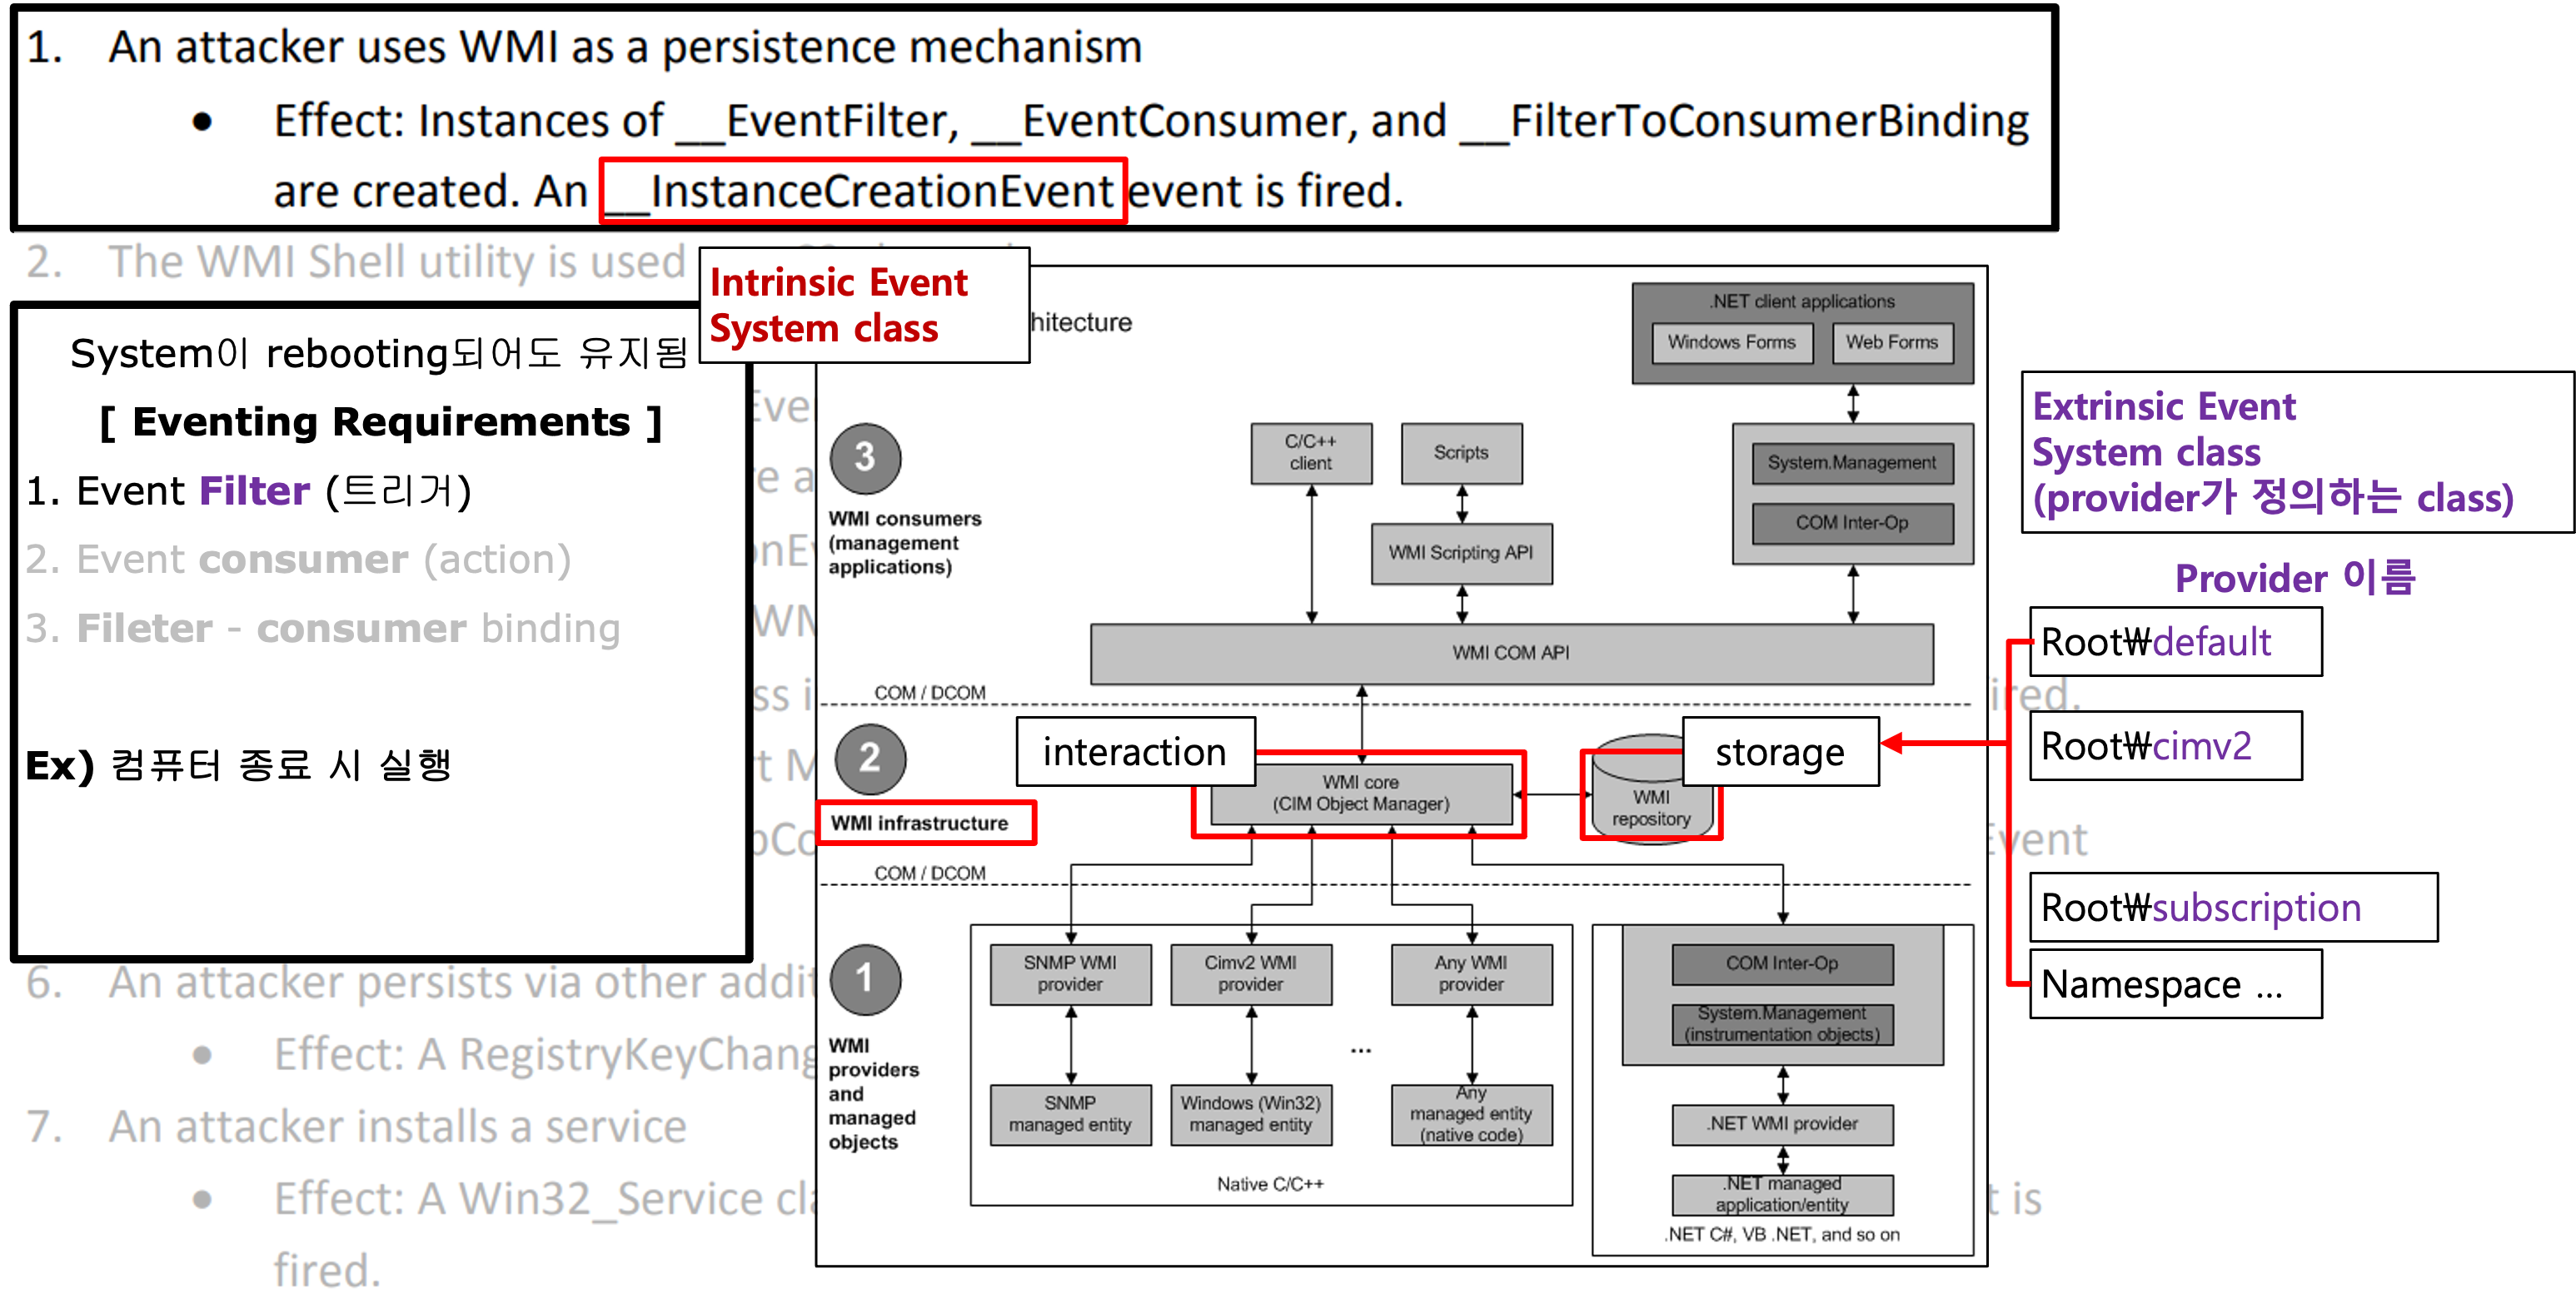 1. An attacker uses WMI as a persistence mechanism
• Effect: Instances of __EventFilter, __EventConsumer, and __FilterToConsumerBinding
are created. An __InstanceCreationEvent event is fired.
2. The WMI Shell utility is used
Intrinsic Event
System class
hitecture
System이 rebooting되어도 유지됨
[ Eventing Requirements ]
1. Event Filter (트리거)
2. Event consumer (action)
3. Fileter - consumer binding
Ex) 컴퓨터 종료 시 실행
.NET client applications
Windows Forms
Web Forms
3
WMI consumers
(management
applications)
C/C++
client
Scripts
WMI Scripting API
System.Management
COM Inter-Op
WMI COM API
COM / DCOM
2
WMI infrastructure
interaction
WMI core
(CIM Object Manager)
storage
WMI
repository
COM / DCOM
1
WMI
providers
and
managed
objects
SNMP WMI
provider
Cimv2 WMI
provider
Any WMI
provider
...
SNMP
managed entity
Windows (Win32)
managed entity
Any
managed entity
(native code)
Native C/C++
COM Inter-Op
System.Management
(instrumentation objects)
.NET WMI provider
.NET managed
application/entity
.NET C#, VB .NET, and so on
Extrinsic Event
System class
(provider가 정의하는 class)
Provider 이름
Root₩default
Root₩cimv2
Root₩subscription
Namespace ...
ired.
6. An attacker persists via other addit
• Effect: A RegistryKeyChang
7. An attacker installs a service
• Effect: A Win32_Service cla
t is
fired.